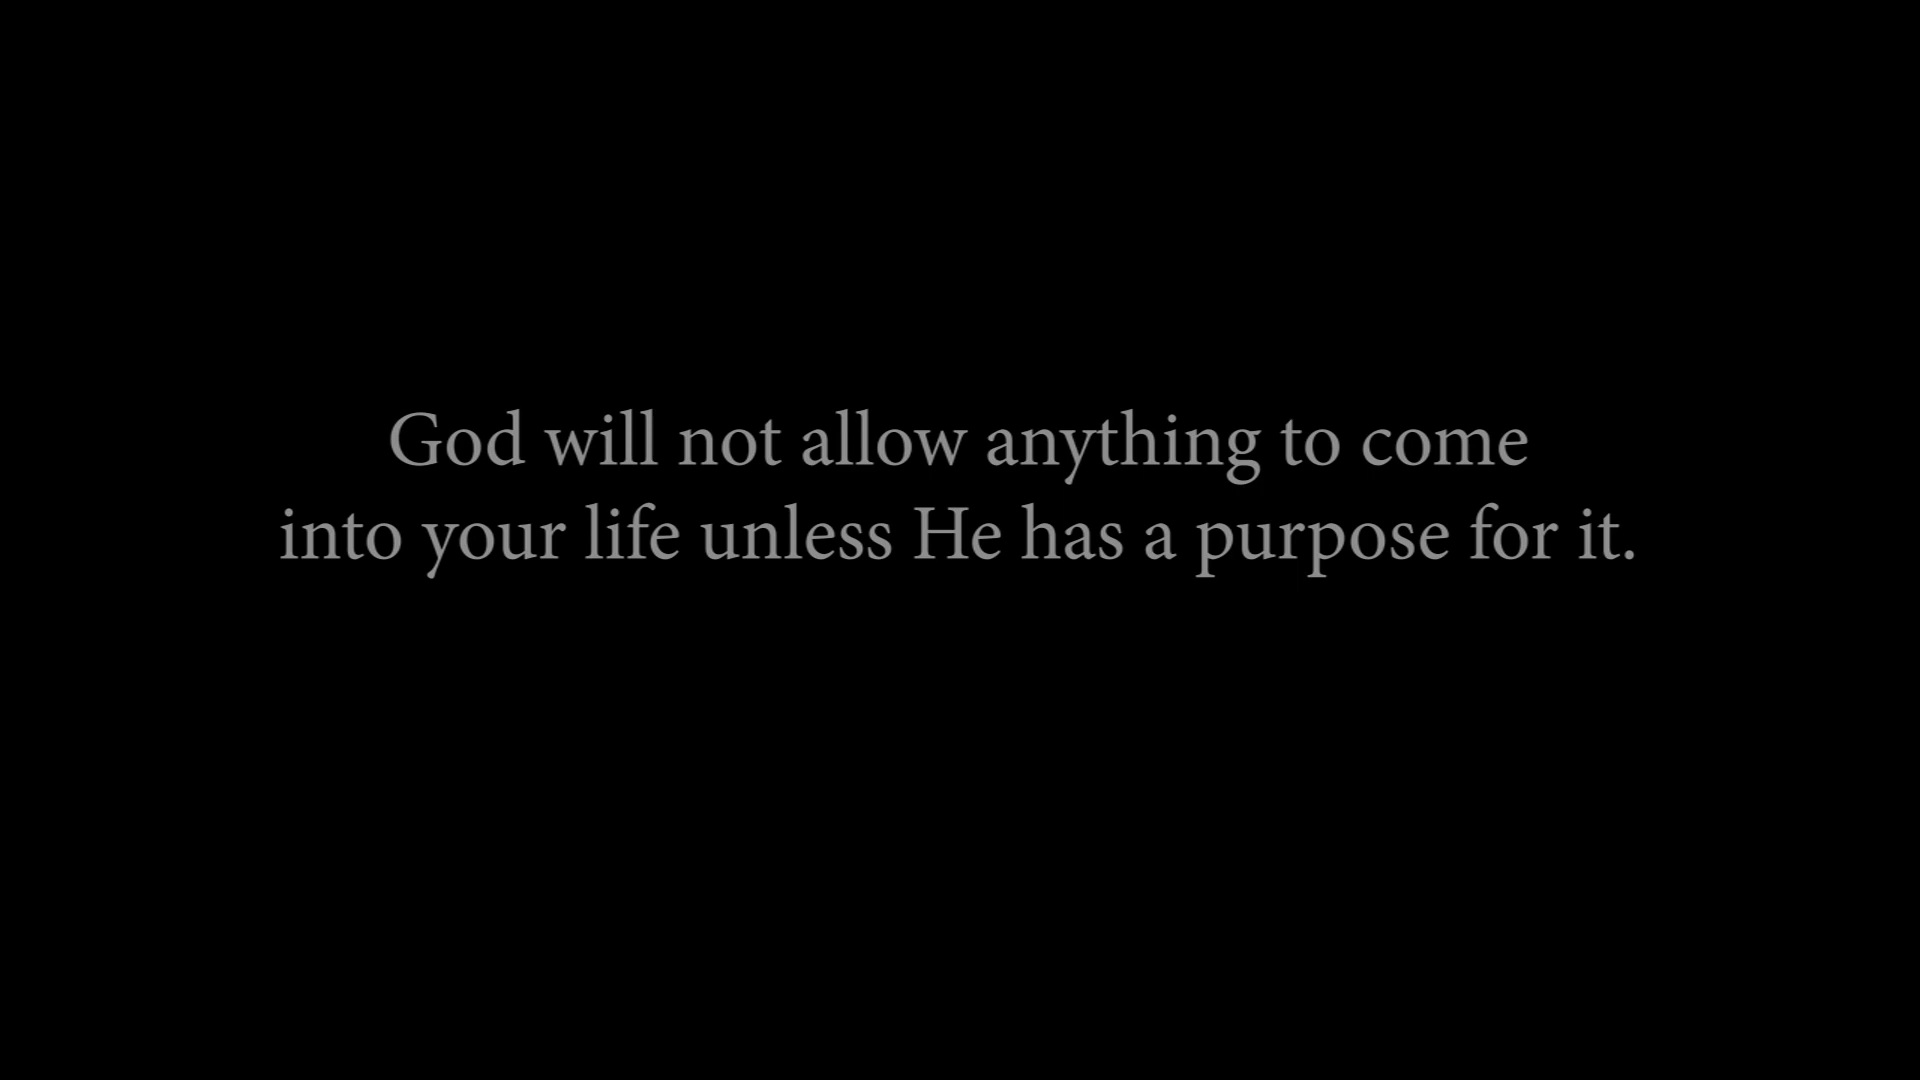 God will not allow anything to come
into your life unless He has a purpose for it.